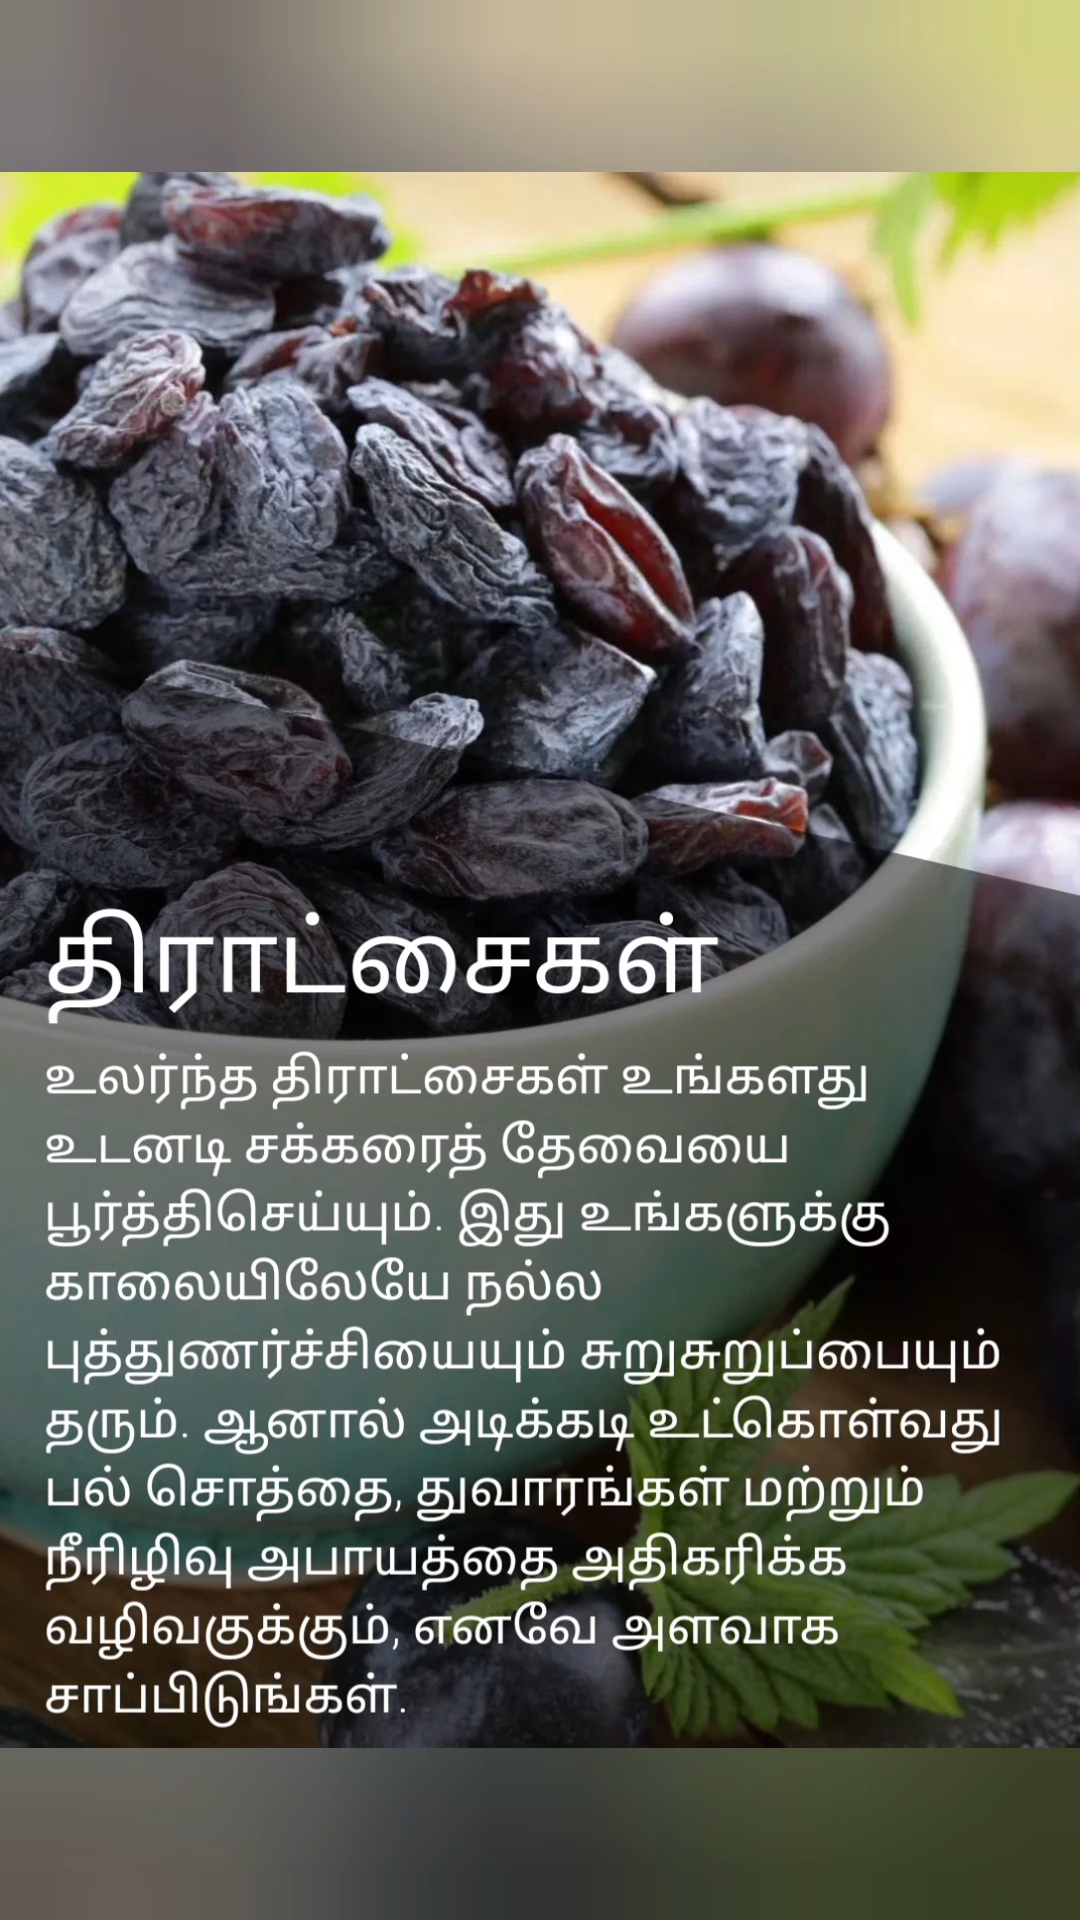 திராட்சைகள்
உலர்ந்த திராட்சைகள் உங்களது
உடனடி சக்கரைத் தேவையை
பூர்த்திசெய்யும். இது உங்களுக்கு
காலையிலேயே நல்ல
புத்துணர்ச்சியையும் சுறுசுறுப்பையும்
தரும். ஆனால் அடிக்கடி உட்கொள்வது
பல் சொத்தை, துவாரங்கள் மற்றும்
நீரிழிவு அபாயத்தை அதிகரிக்க
வழிவகுக்கும், எனவே அளவாக
சாப்பிடுங்கள்.